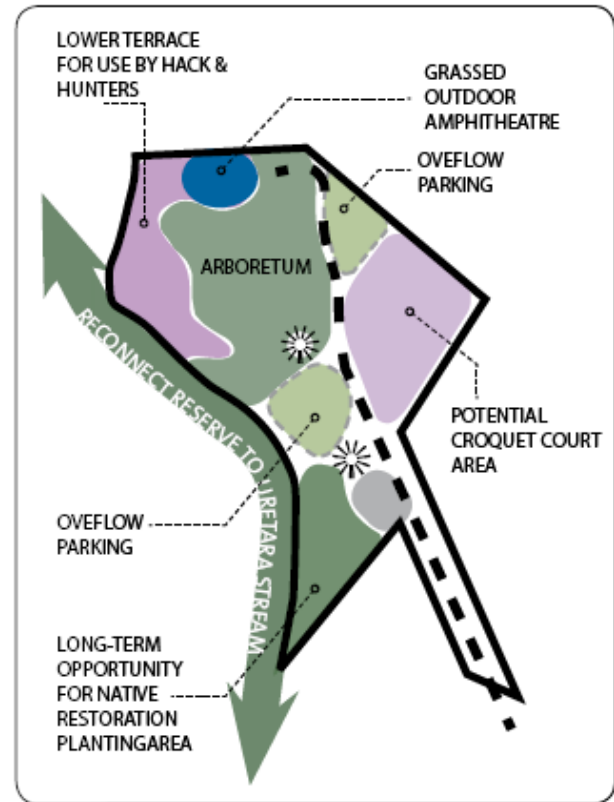 LOWER TERRACE
FOR USE BY HACK &
HUNTERS
GRASSED
OUTDOOR
AMPHITHEATRE
OVEFLOW
PARKING
ARBORETUM
RECONNECT RESERVE TO URETARA STREAM
POTENTIAL
CROQUET COURT
AREA
OVEFLOW
PARKING
LONG-TERM
OPPORTUNITY
FOR NATIVE
RESTORATION
PLANTINGAREA